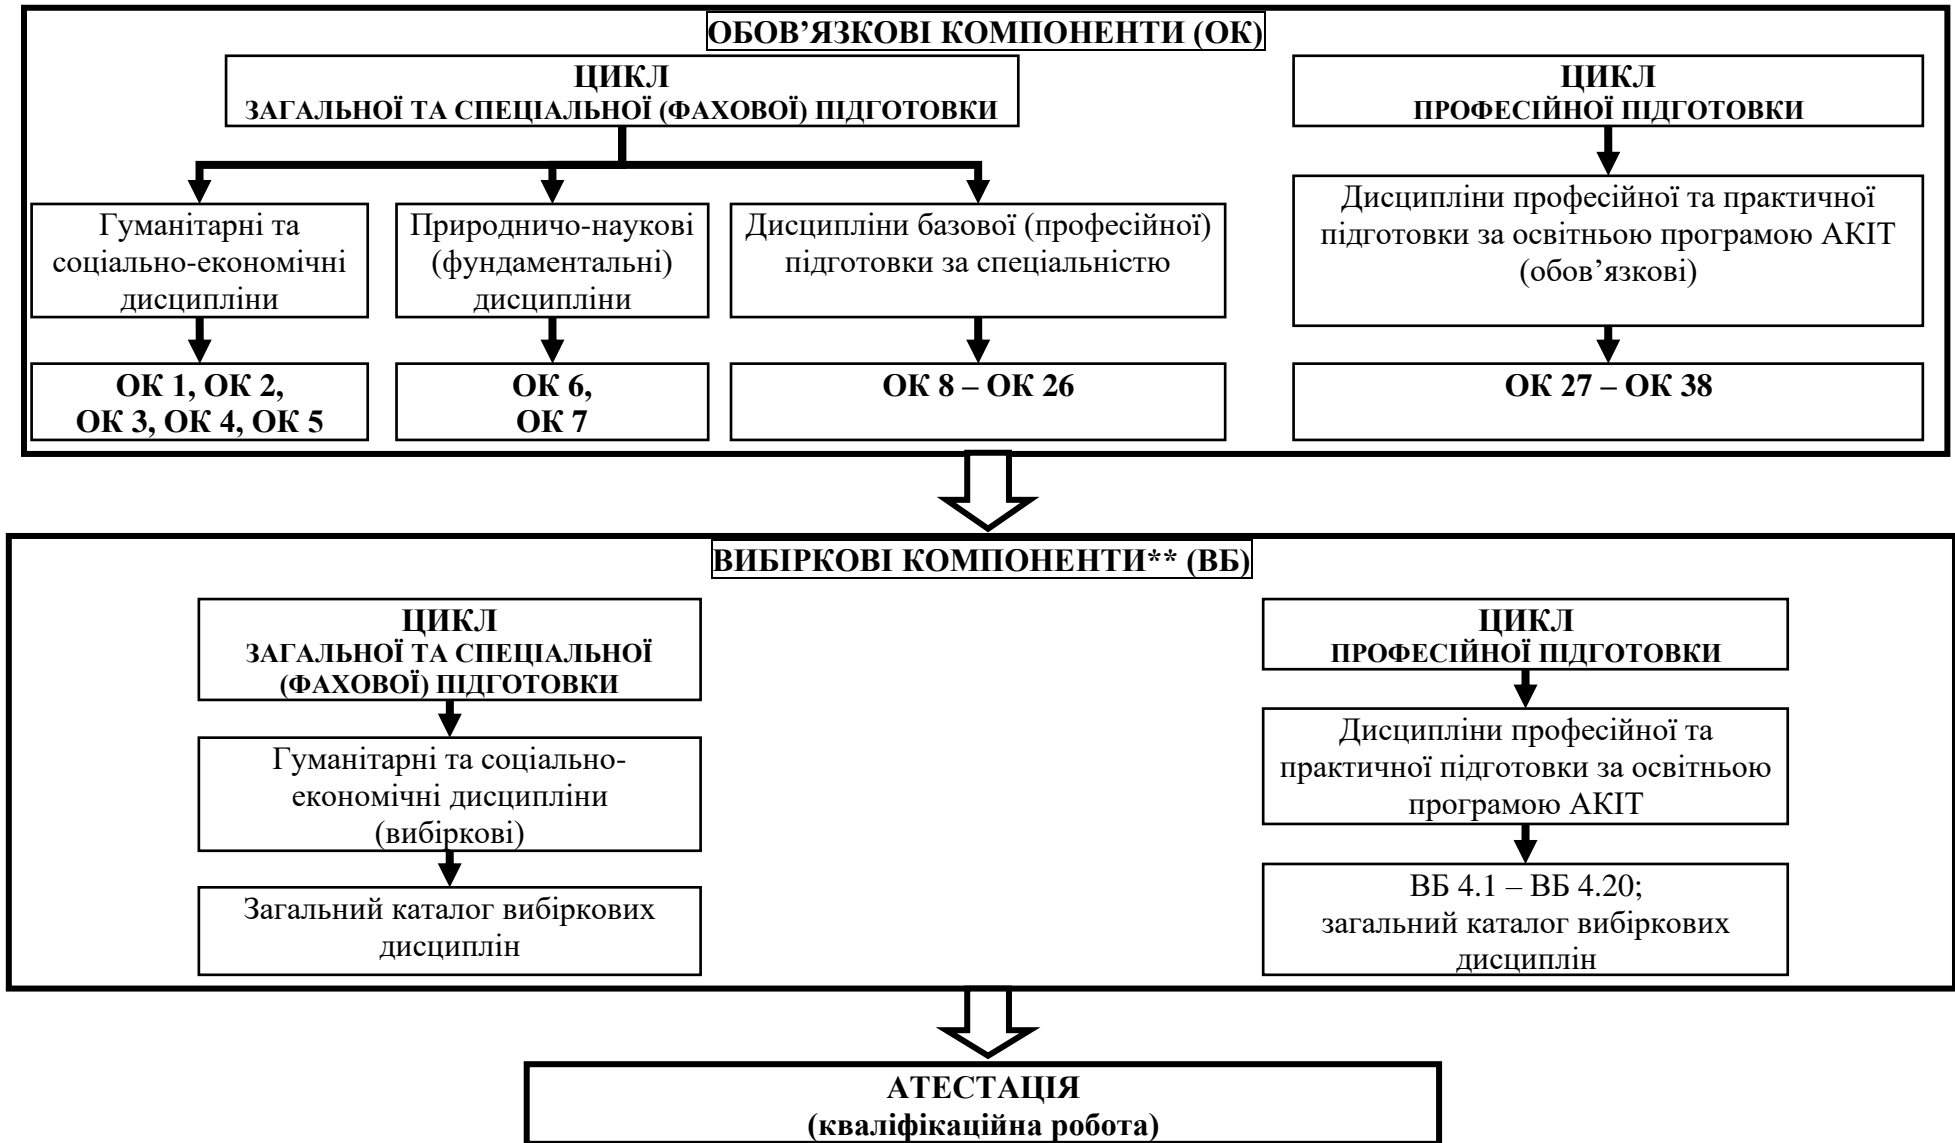 ОБОВ’ЯЗКОВІ КОМПОНЕНТИ (ОК)
ЦИКЛ
ЗАГАЛЬНОЇ ТА СПЕЦІАЛЬНОЇ (ФАХОВОЇ) ПІДГОТОВКИ
ЦИКЛ
ПРОФЕСІЙНОЇ ПІДГОТОВКИ
Гуманітарні та
соціально-економічні
дисципліни
Природничо-наукові
(фундаментальні)
дисципліни
Дисципліни базової (професійної)
підготовки за спеціальністю
Дисципліни професійної та практичної
підготовки за освітньою програмою АКІТ
(обов’язкові)
ОК 1, ОК 2,
ОК 3, ОК 4, ОК 5
ОК 6,
ОК 7
ОК 8 – ОК 26
ОК 27 – ОК 38
ВИБІРКОВІ КОМПОНЕНТИ** (ВБ)
ЦИКЛ
ЗАГАЛЬНОЇ ТА СПЕЦІАЛЬНОЇ
(ФАХОВОЇ) ПІДГОТОВКИ
ЦИКЛ
ПРОФЕСІЙНОЇ ПІДГОТОВКИ
Гуманітарні та соціально-
економічні дисципліни
(вибіркові)
Дисципліни професійної та
практичної підготовки за освітньою
програмою АКІТ
Загальний каталог вибіркових
дисциплін
ВБ 4.1 – ВБ 4.20;
загальний каталог вибіркових
дисциплін
АТЕСТАЦІЯ
(кваліфікаційна робота)